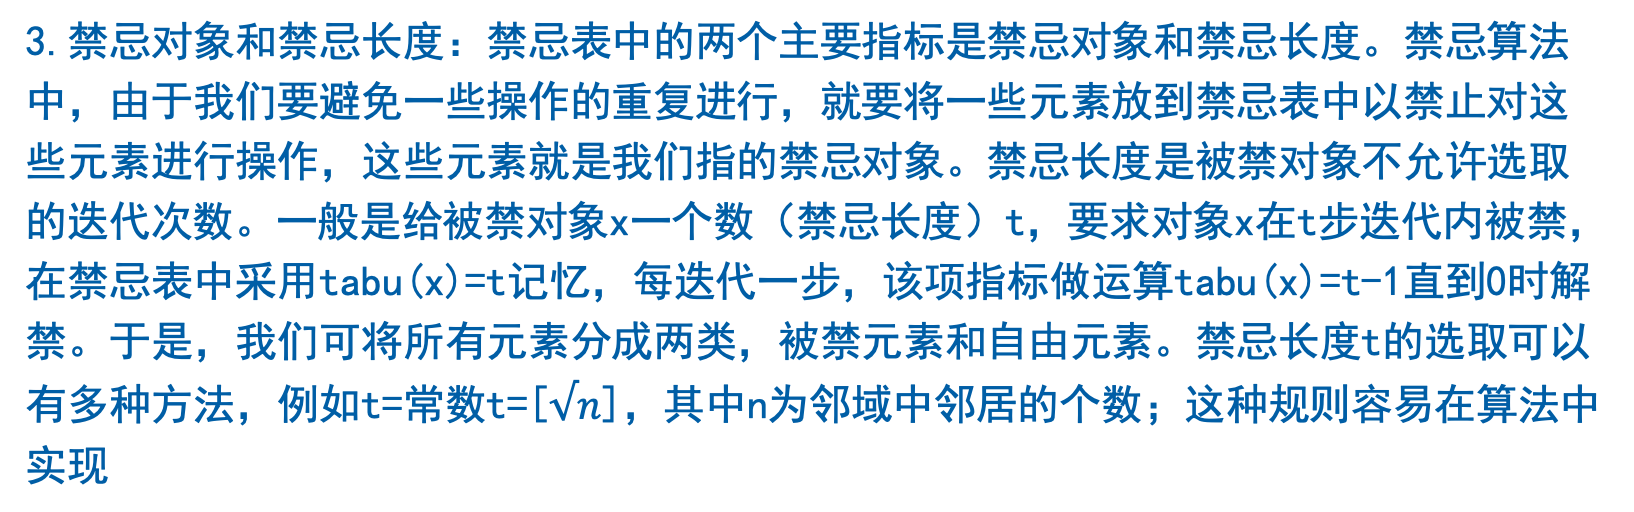 3. 禁忌对象和禁忌长度：禁忌表中的两个主要指标是禁忌对象和禁忌长度。禁忌算法
中，由于我们要避免一些操作的重复进行，就要将一些元素放到禁忌表中以禁止对这
些元素进行操作，这些元素就是我们指的禁忌对象。禁忌长度是被禁对象不允许选取
的迭代次数。一般是给被禁对象x一个数（禁忌长度）t，要求对象x在t步迭代内被禁，
在禁忌表中采用tabu(x)=t记忆，每迭代一步，该项指标做运算tabu(x)=t-1直到0时解
禁。于是，我们可将所有元素分成两类，被禁元素和自由元素。禁忌长度t的选取可以
有多种方法，例如t=常数t=[√n]，其中n为邻域中邻居的个数；这种规则容易在算法中
实现